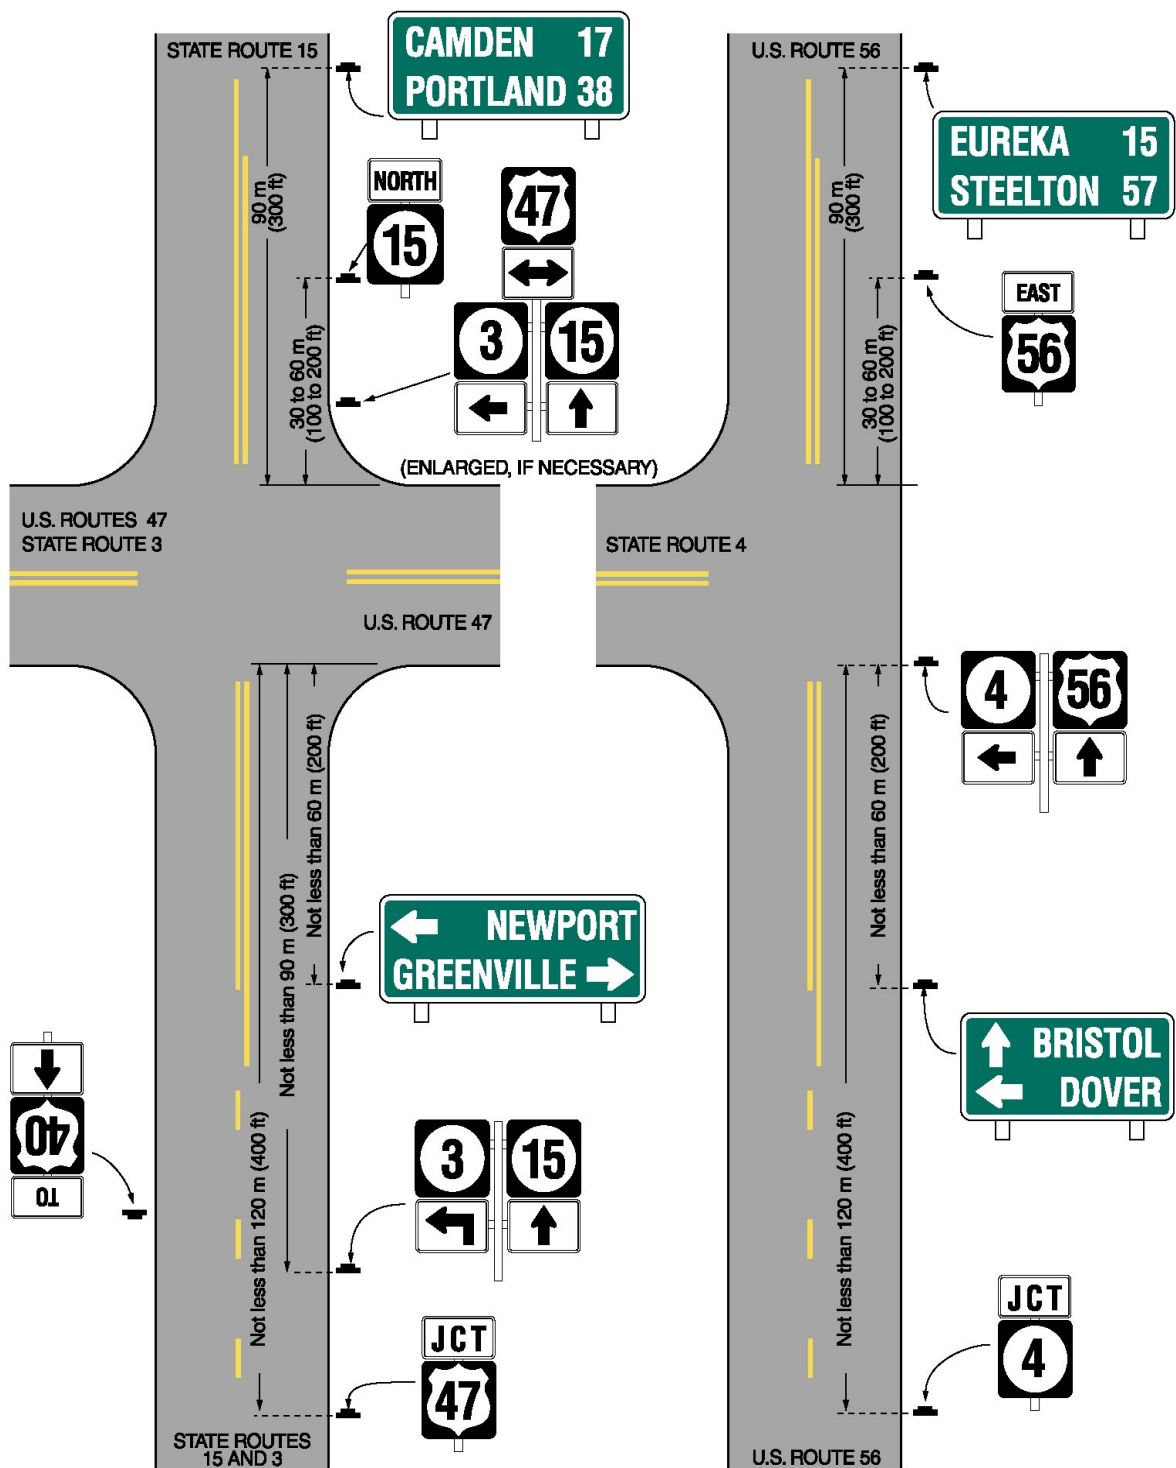 STATE ROUTE 15
CAMDEN 17
PORTLAND 38
90 m
(300 ft)
NORTH
15
47
3
15
30 to 60 m
(100 to 200 ft)
(ENLARGED, IF NECESSARY)
U.S. ROUTES 47
STATE ROUTE 3
U.S. ROUTE 47
Not less than 60 m (200 ft)
Not less than 90 m (300 ft)
Not less than 120 m (400 ft)
NEWPORT
GREENVILLE
40
TO
3
15
JCT
47
STATE ROUTES
15 AND 3
U.S. ROUTE 56
EUREKA 15
STEELTON 57
90 m
(300 ft)
EAST
56
30 to 60 m
(100 to 200 ft)
STATE ROUTE 4
4
56
Not less than 60 m (200 ft)
Not less than 120 m (400 ft)
BRISTOL
DOVER
JCT
4
U.S. ROUTE 56